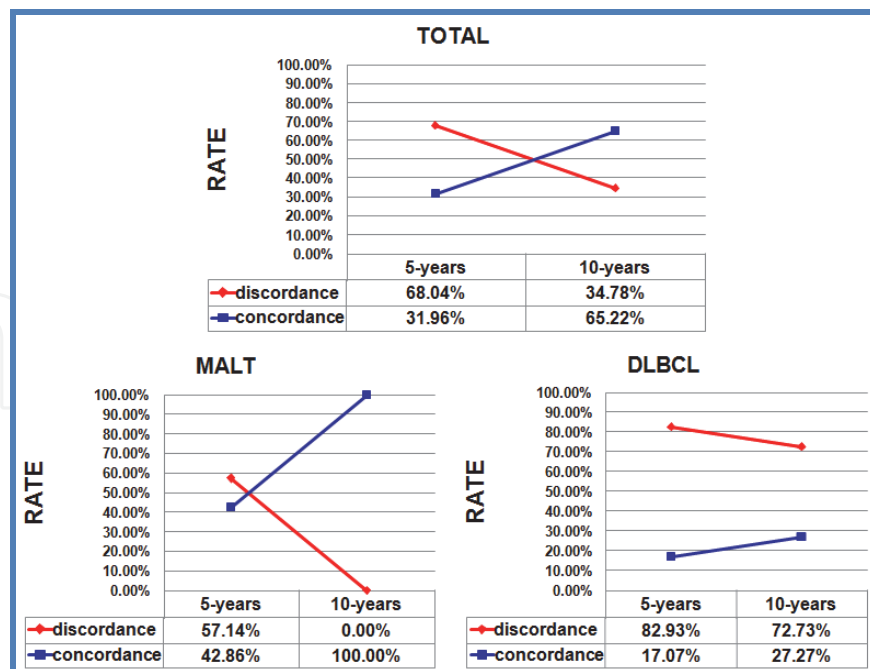 TOTAL
RATE
100.00%
90.00%
80.00%
70.00%
60.00%
50.00%
40.00%
30.00%
20.00%
10.00%
0.00%
5-years 10-years
discordance 68.04% 34.78%
concordance 31.96% 65.22%
MALT
RATE
100.00%
90.00%
80.00%
70.00%
60.00%
50.00%
40.00%
30.00%
20.00%
10.00%
0.00%
5-years 10-years
discordance 57.14% 0.00%
concordance 42.86% 100.00%
DLBCL
RATE
100.00%
90.00%
80.00%
70.00%
60.00%
50.00%
40.00%
30.00%
20.00%
10.00%
0.00%
5-years 10-years
discordance 82.93% 72.73%
concordance 17.07% 27.27%